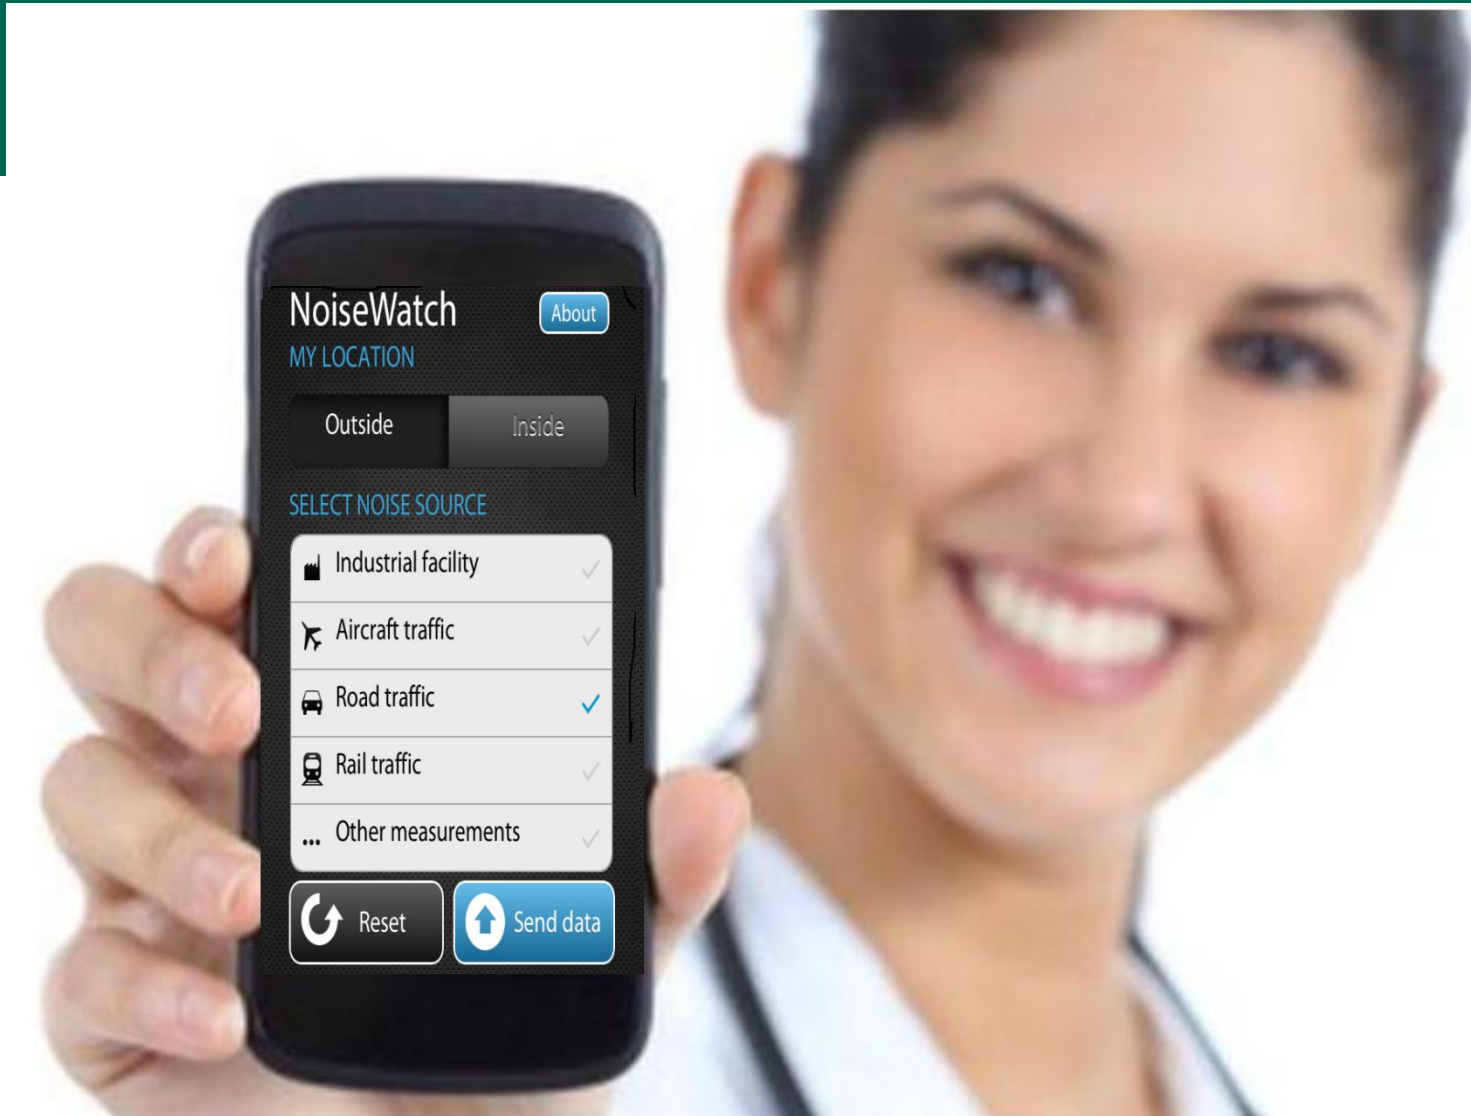 NoiseWatch
About
MY LOCATION
Outside
Inside
SELECT NOISE SOURCE
Industrial facility
Aircraft traffic
Road traffic
Rail traffic
... Other measurements
Reset
Send data